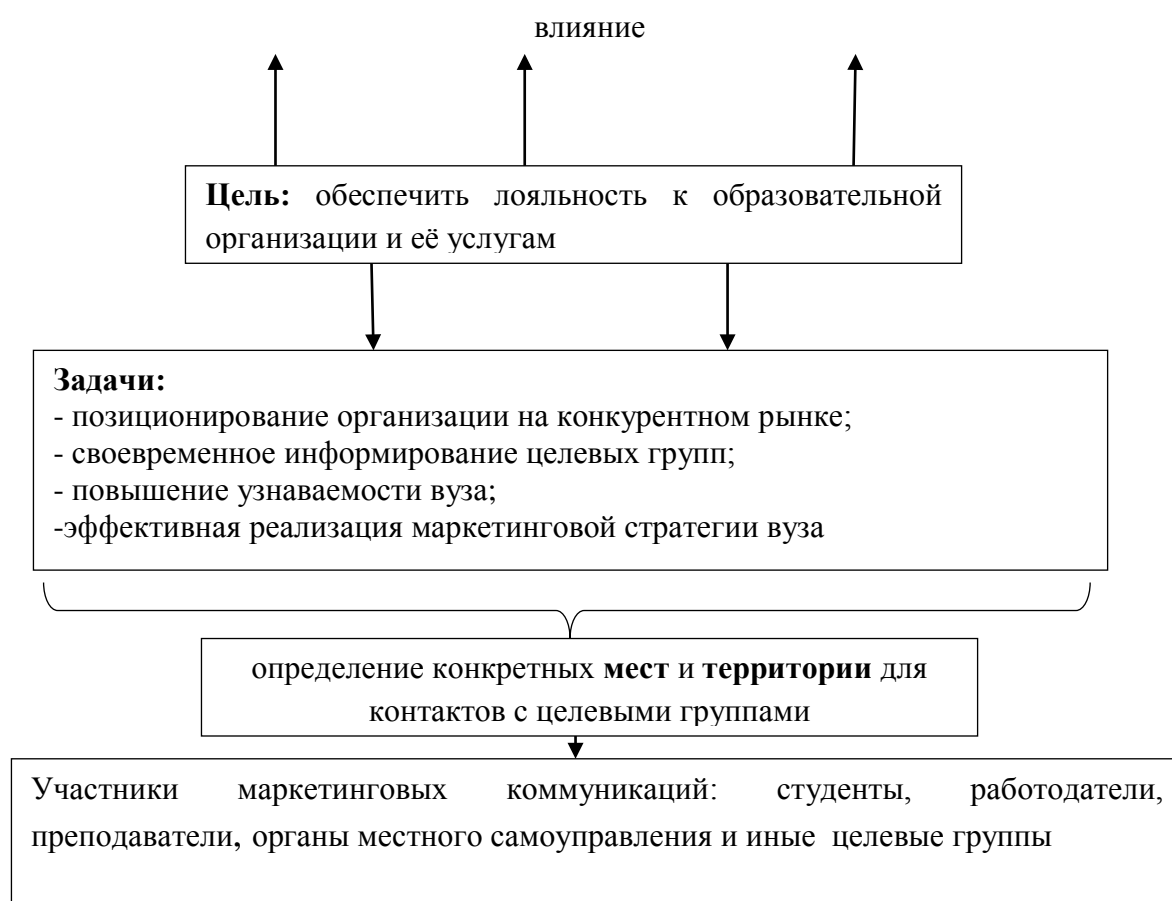 влияние
Цель: обеспечить лояльность к образовательной
организации и её услугам
Задачи:
- позиционирование организации на конкурентном рынке;
- своевременное информирование целевых групп;
- повышение узнаваемости вуза;
-эффективная реализация маркетинговой стратегии вуза
определение конкретных мест и территории для
контактов с целевыми группами
Участники маркетинговых коммуникаций: студенты, работодатели,
преподаватели, органы местного самоуправления и иные целевые группы